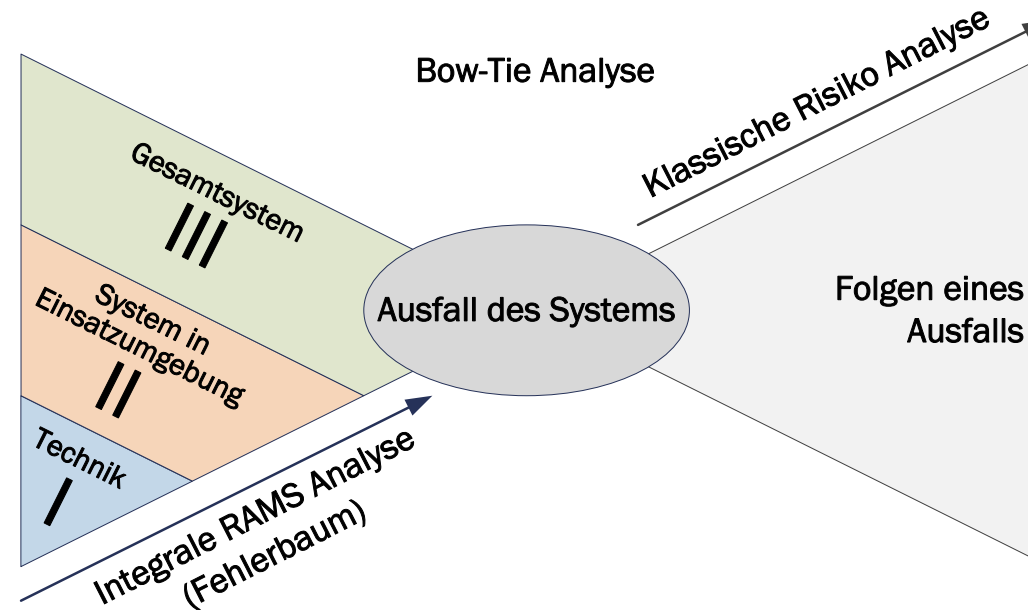 Bow-Tie Analyse
Klassische Risiko Analyse
Gesamtsystem
III
System in
Einsatzumgebung
II
Technik
I
Ausfall des Systems
Folgen eines
Ausfalls
Integrale RAMS Analyse
(Fehlerbaum)